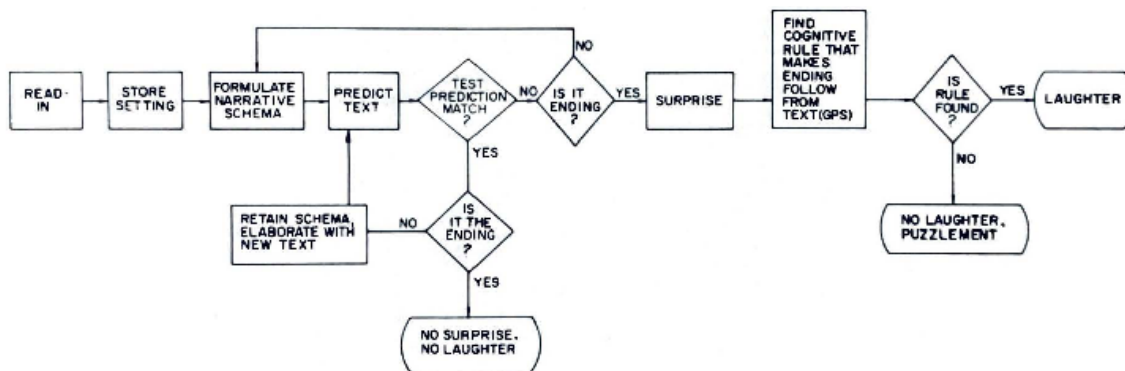 READ-
IN
STORE
SETTING
FORMULATE
NARRATIVE
SCHEMA
PREDICT
TEXT
TEST
PREDICTION
MATCH
?
NO
IS IT
ENDING
?
NO
YES
SURPRISE
FIND
COGNITIVE
RULE THAT
MAKES
ENDING
FOLLOW
FROM
TEXT(GPS)
IS
RULE
FOUND
?
YES
LAUGHTER
NO
NO LAUGHTER,
PUZZLEMENT
YES
IS
IT THE
ENDING
?
NO
RETAIN SCHEMA,
ELABORATE WITH
NEW TEXT
YES
NO SURPRISE,
NO LAUGHTER